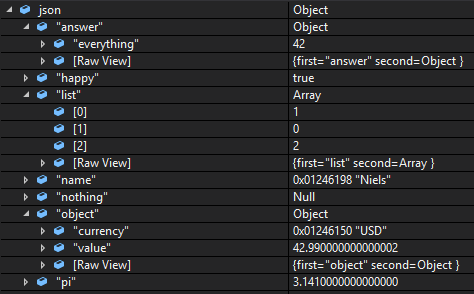 json Object
"answer" Object
"everything" 42
[Raw View] {first="answer" second=Object }
"happy" true
"list" Array
[0] 1
[1] 0
[2] 2
[Raw View] {first="list" second=Array }
"name" 0x01246198 "Niels"
"nothing" Null
"object" Object
"currency" 0x01246150 "USD"
"value" 42.990000000000002
[Raw View] {first="object" second=Object }
"pi" 3.1410000000000000